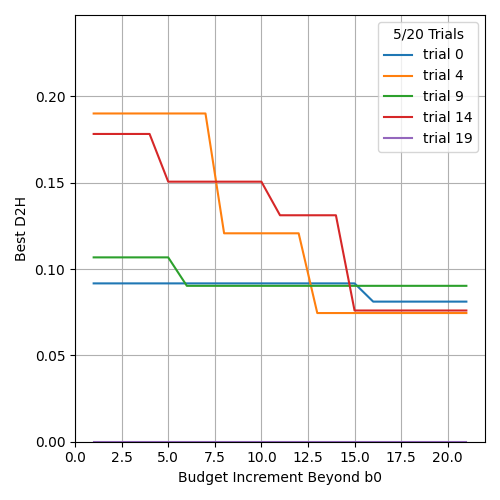 5/20 Trials
trial 0
trial 4
trial 9
trial 14
trial 19
Best D2H
0.20
0.15
0.10
0.05
0.00
0.0 2.5 5.0 7.5 10.0 12.5 15.0 17.5 20.0
Budget Increment Beyond b0